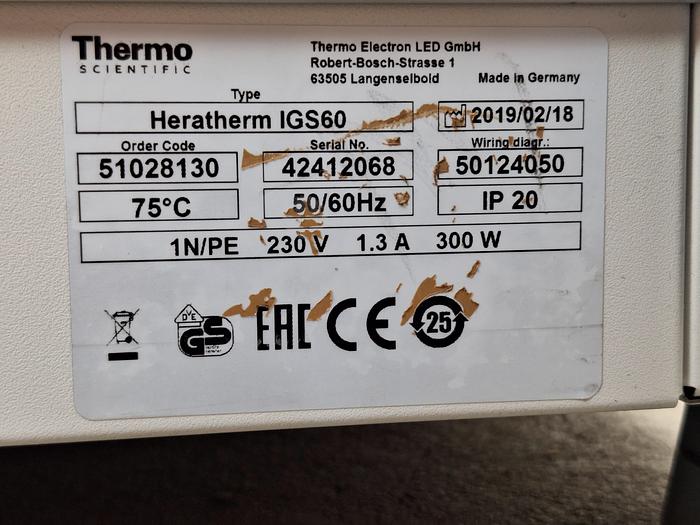 Thermo
SCIENTIFIC
Thermo Electron LED GmbH
Robert-Bosch-Strasse 1
63505 Langenselbold
Made in Germany
Type
Heratherm IGS60
2019/02/18
Order Code
Serial No.
Wiring diagr.:
51028130
42412068
50124050
75°C
50/60Hz
IP 20
1N/PE 230 V 1.3 A 300 W
DVE
GS
EAC
CE
25